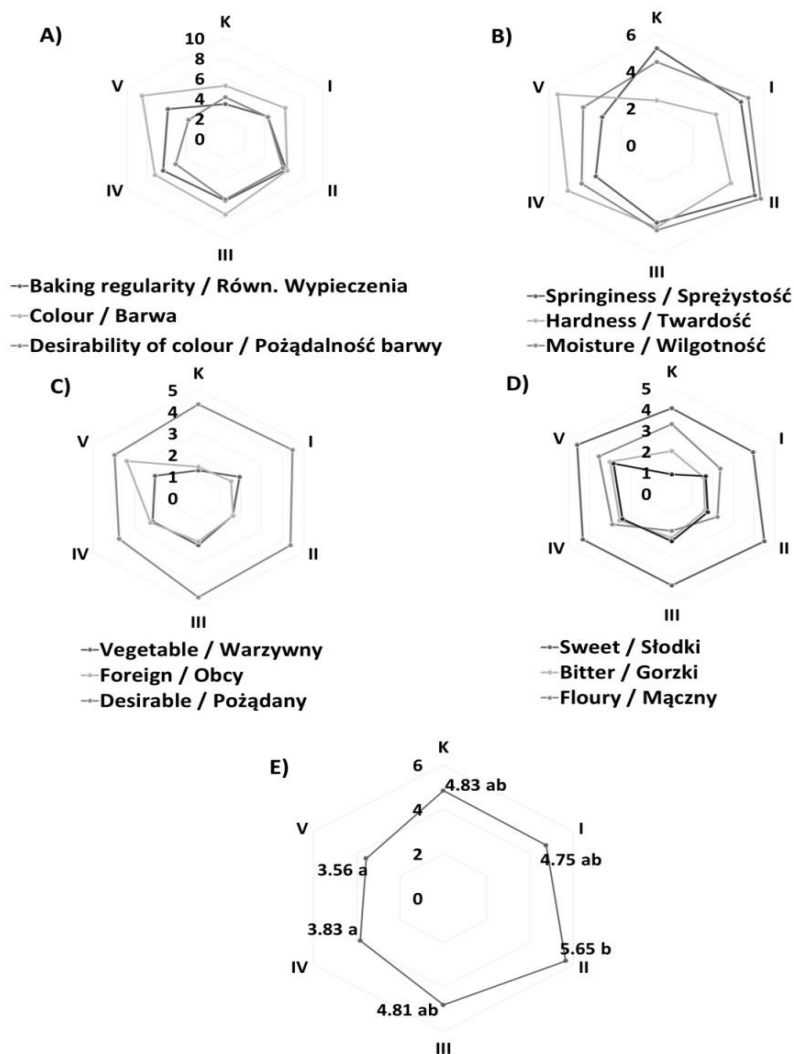 A)
K
10
8
6
4
2
0
I
II
III
IV
V
Baking regularity / Równ. Wypieczenia
Colour / Barwa
Desirability of colour / Pożądalność barwy
B)
K
6
4
2
0
I
II
III
IV
V
Springiness / Sprężystość
Hardness / Twardość
Moisture / Wilgotność
C)
K
5
4
3
2
1
0
I
II
III
IV
V
Vegetable / Warzywny
Foreign / Obcy
Desirable / Pożądany
D)
K
5
4
3
2
1
0
I
II
III
IV
V
Sweet / Słodki
Bitter / Gorzki
Floury / Mączny
E)
K
6
4
2
0
4.83 ab
I
4.75 ab
5.65 b
II
4.81 ab
III
3.83 a
IV
3.56 a
V